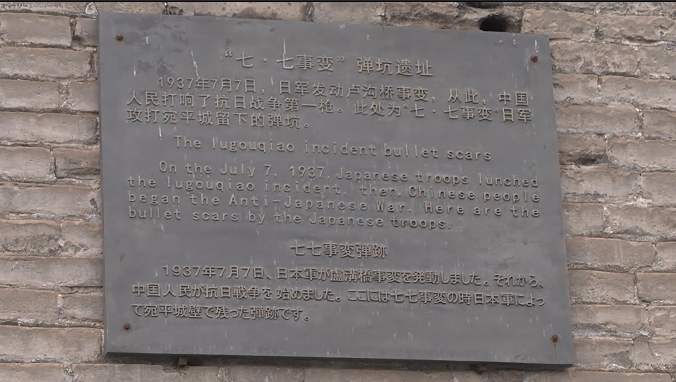 “七·七事变”弹坑遗址
1937年7月7日，日军发动卢沟桥事变，从此，中国
人民打响了抗日战争第一枪。此处为“七·七事变”日军
攻打宛平城留下的弹坑。
The lugouqiao incident bullet scars
On the July 7, 1937, Japanese troops lunched
the lugouqiao incident, then, Chinese people
began the Anti-Japanese War. Here are the
bullet scars by the Japanese troops.
七七事変弾跡
1937年7月7日、日本軍が盧溝橋事変を発動しました。それから、
中国人民が抗日戦争を 始めました。ここには七七事変の時日本軍によっ
て宛平城壁で残った弾跡です。